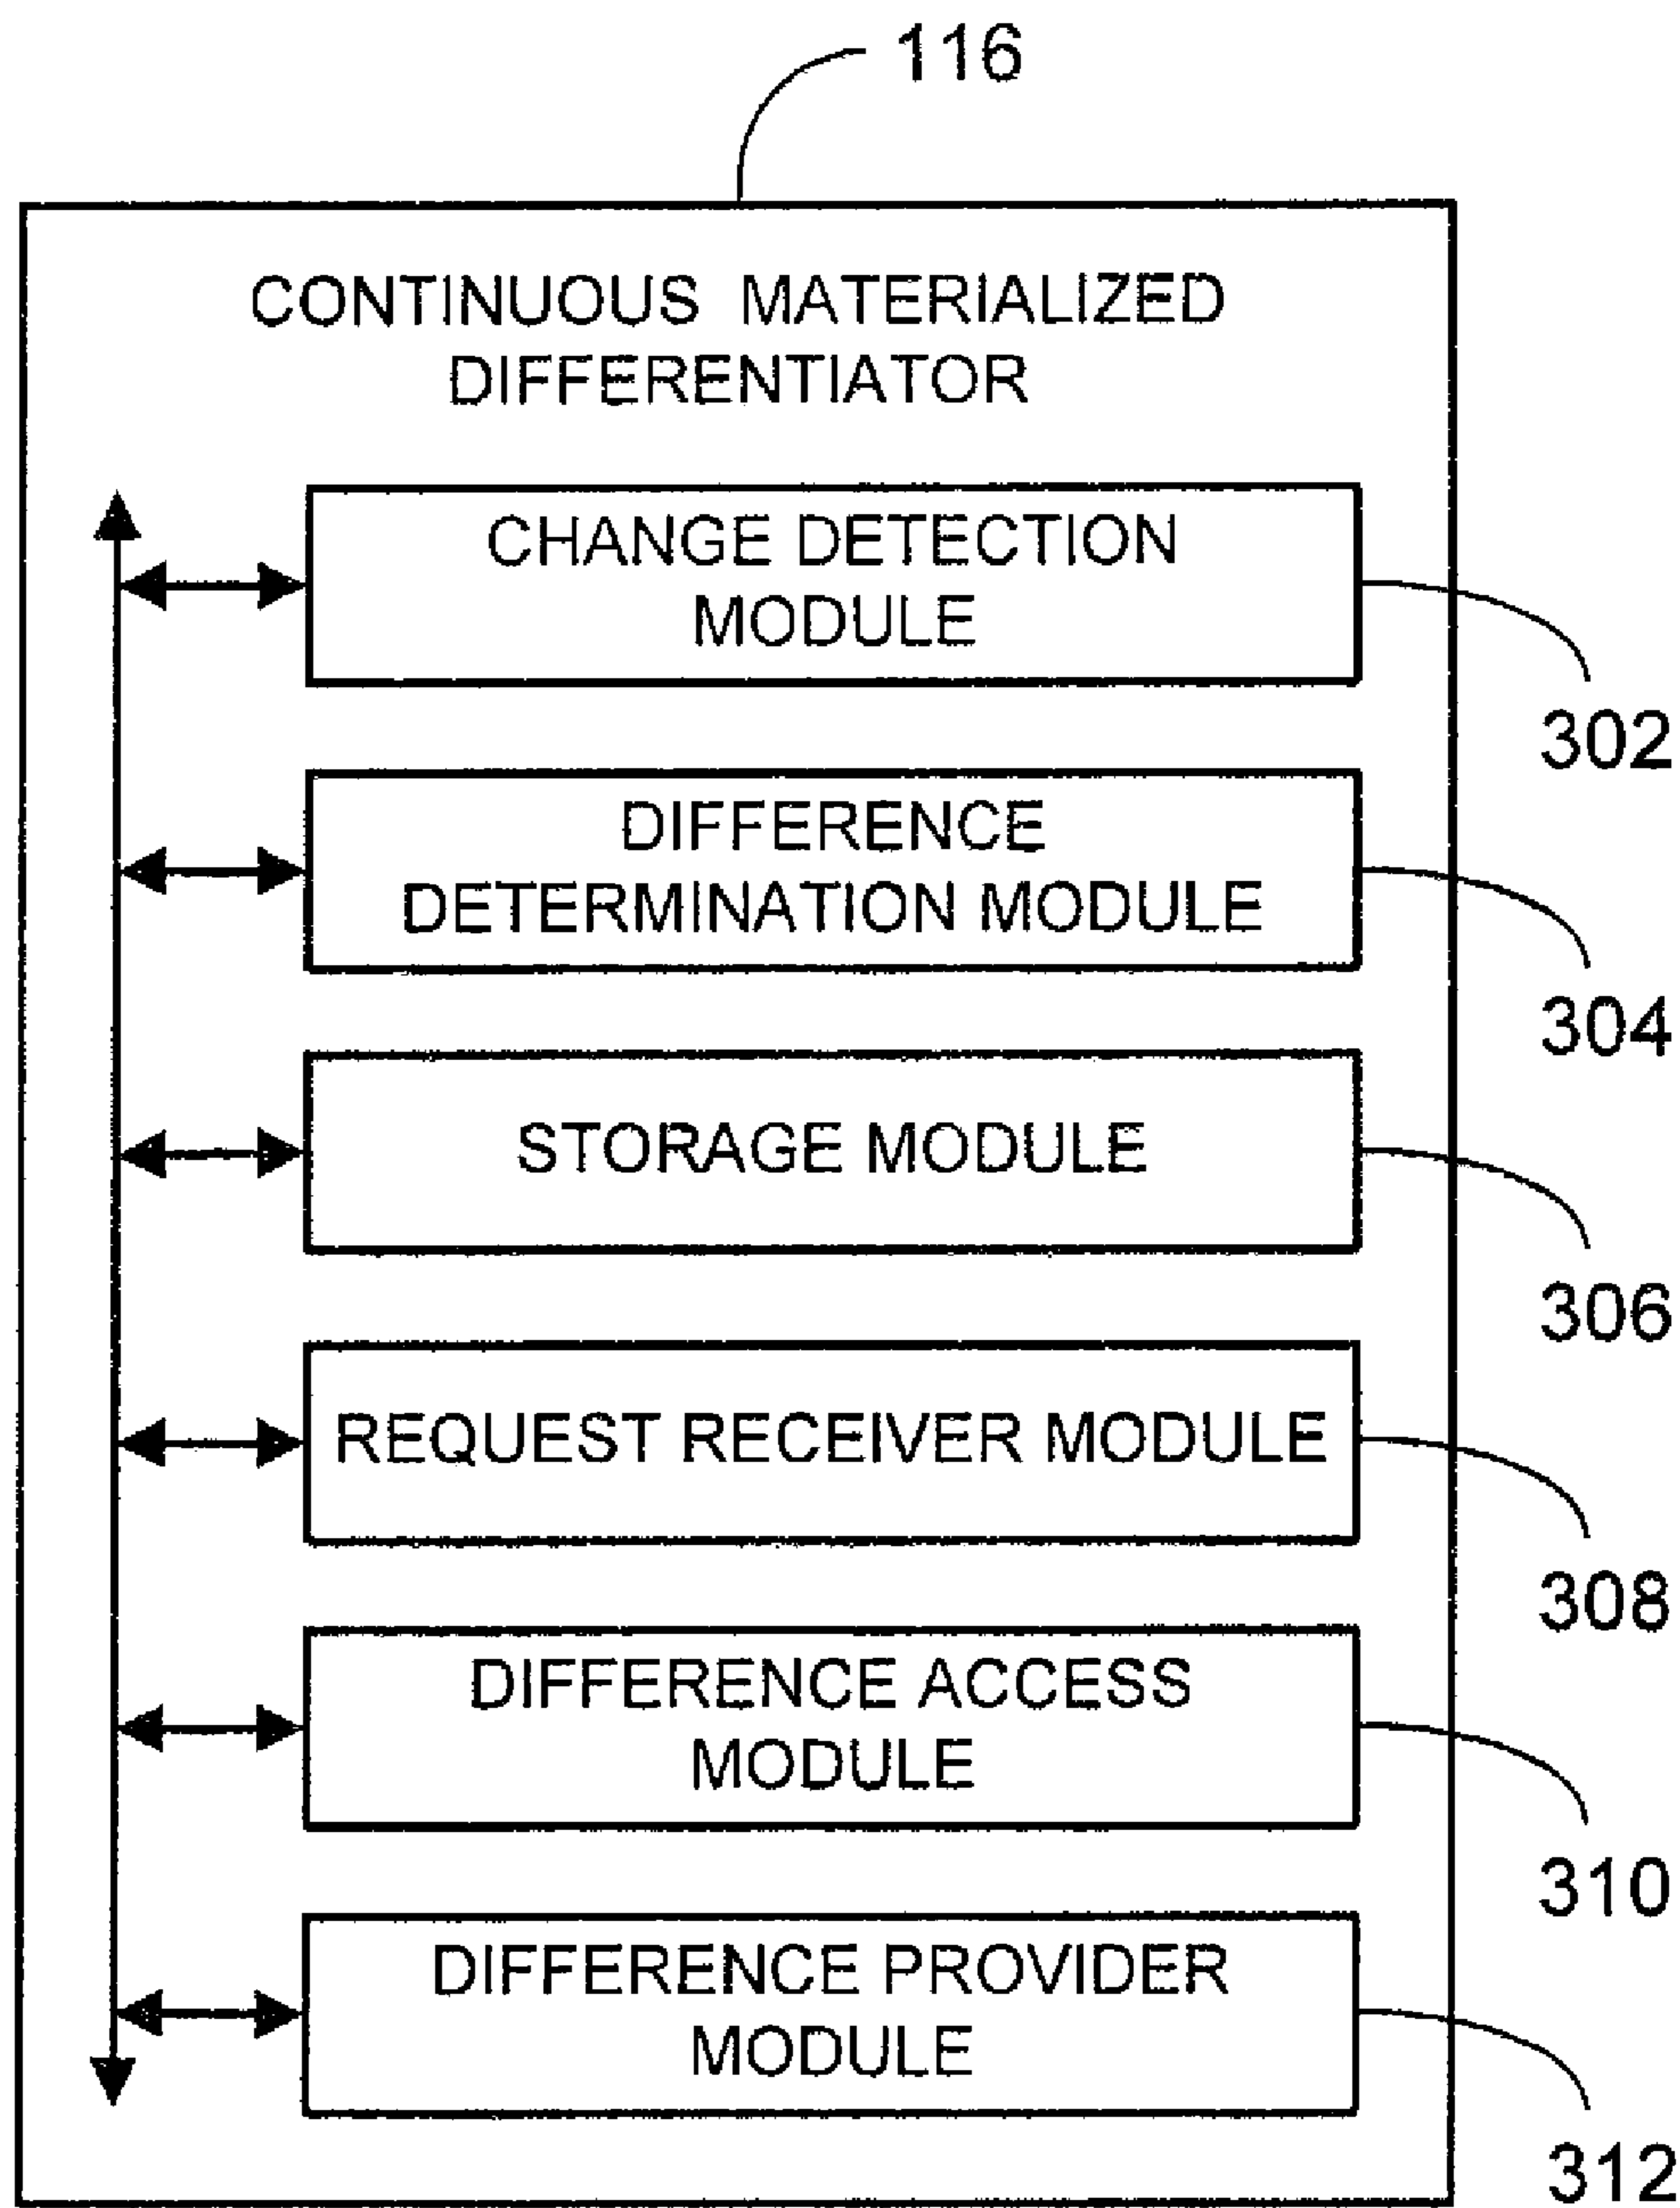 116
CONTINUOUS MATERIALIZED
DIFFERENTIATOR
CHANGE DETECTION
MODULE
302
DIFFERENCE
DETERMINATION MODULE
304
STORAGE MODULE
306
REQUEST RECEIVER MODULE
308
DIFFERENCE ACCESS
MODULE
310
DIFFERENCE PROVIDER
MODULE
312